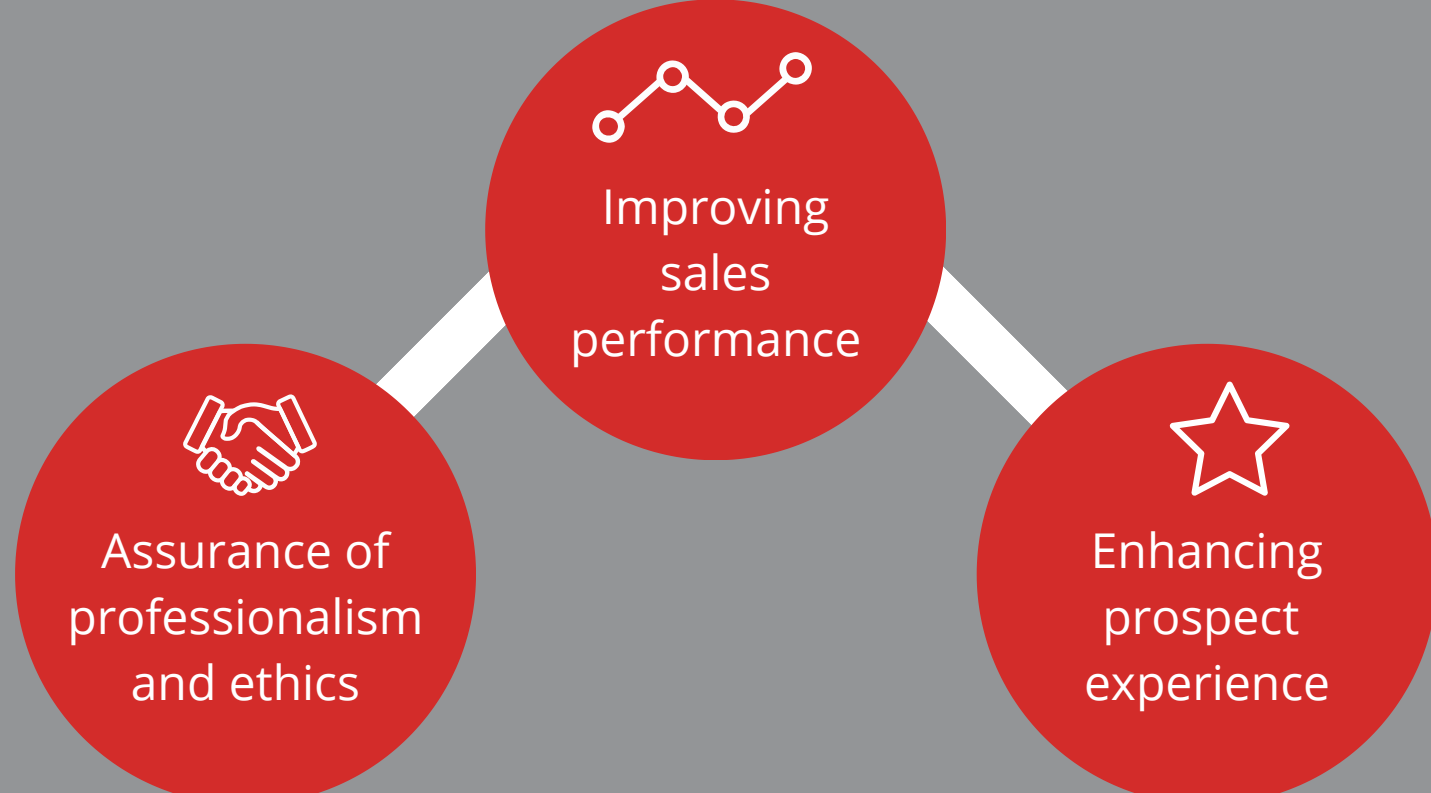 Improving
sales
performance
Assurance of
professionalism
and ethics
Enhancing
prospect
experience